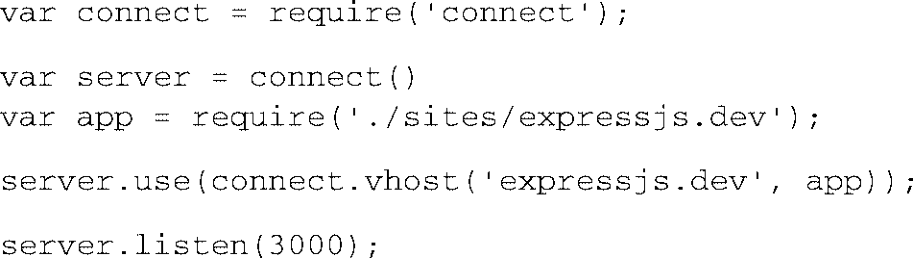 var connect = require('connect');
var server = connect()
var app = require('./sites/expressjs.dev');
server.use(connect.vhost('expressjs.dev', app));
server.listen(3000);